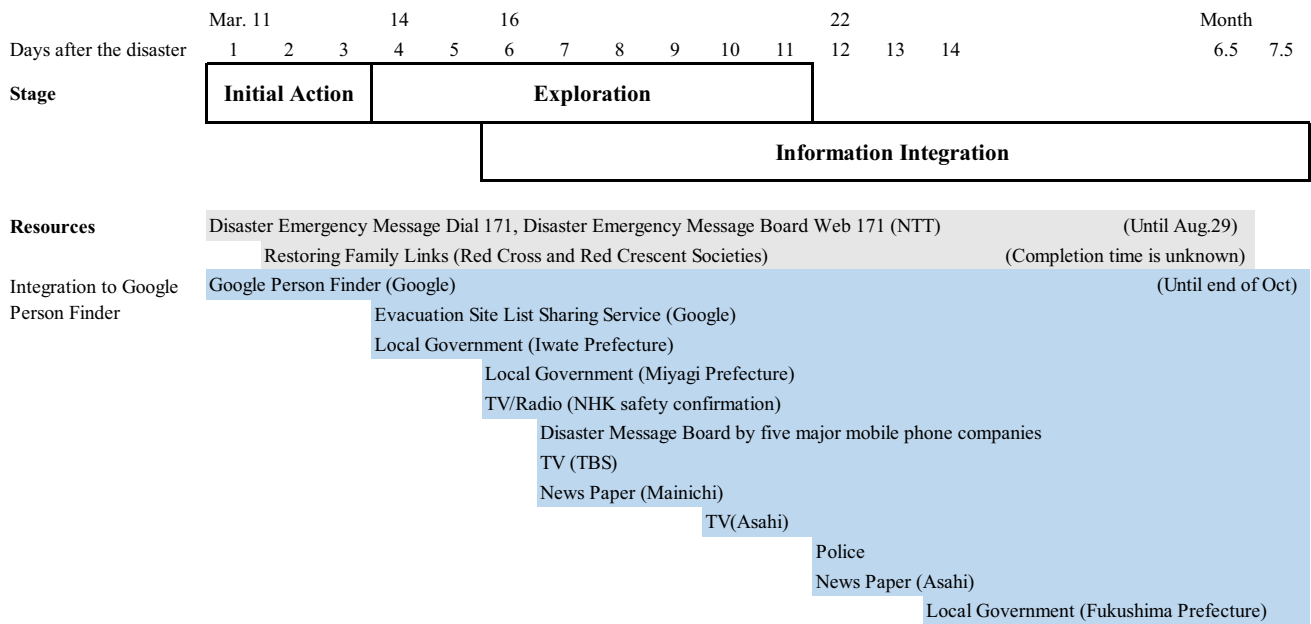 Mar. 11 14 16 22 Month
Days after the disaster 1 2 3 4 5 6 7 8 9 10 11 12 13 14 6.5 7.5
Stage Initial Action Exploration
Information Integration
Resources Disaster Emergency Message Dial 171, Disaster Emergency Message Board Web 171 (NTT) (Until Aug.29)
Restoring Family Links (Red Cross and Red Crescent Societies) (Completion time is unknown)
Integration to Google Google Person Finder (Google) (Until end of Oct)
Person Finder Evacuation Site List Sharing Service (Google)
Local Government (Iwate Prefecture)
Local Government (Miyagi Prefecture)
TV/Radio (NHK safety confirmation)
Disaster Message Board by five major mobile phone companies
TV (TBS)
News Paper (Mainichi)
TV(Asahi)
Police
News Paper (Asahi)
Local Government (Fukushima Prefecture)